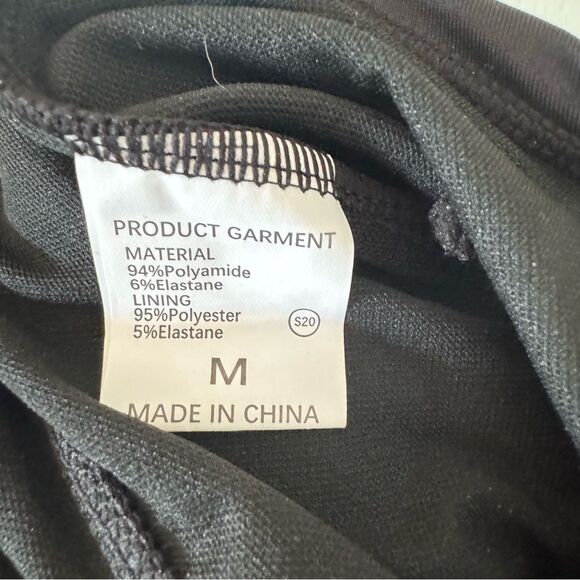 PRODUCT GARMENT
MATERIAL
94%Polyamide
6%Elastane
LINING
95%Polyester
5%Elastane
S20
M
MADE IN CHINA